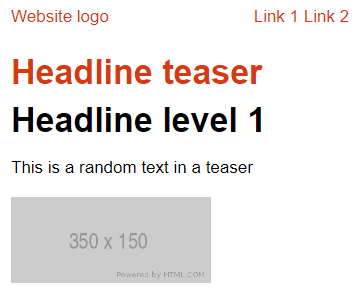 Website logo Link 1 Link 2
Headline teaser
Headline level 1
This is a random text in a teaser
350 x 150
Powered by HTML.COM